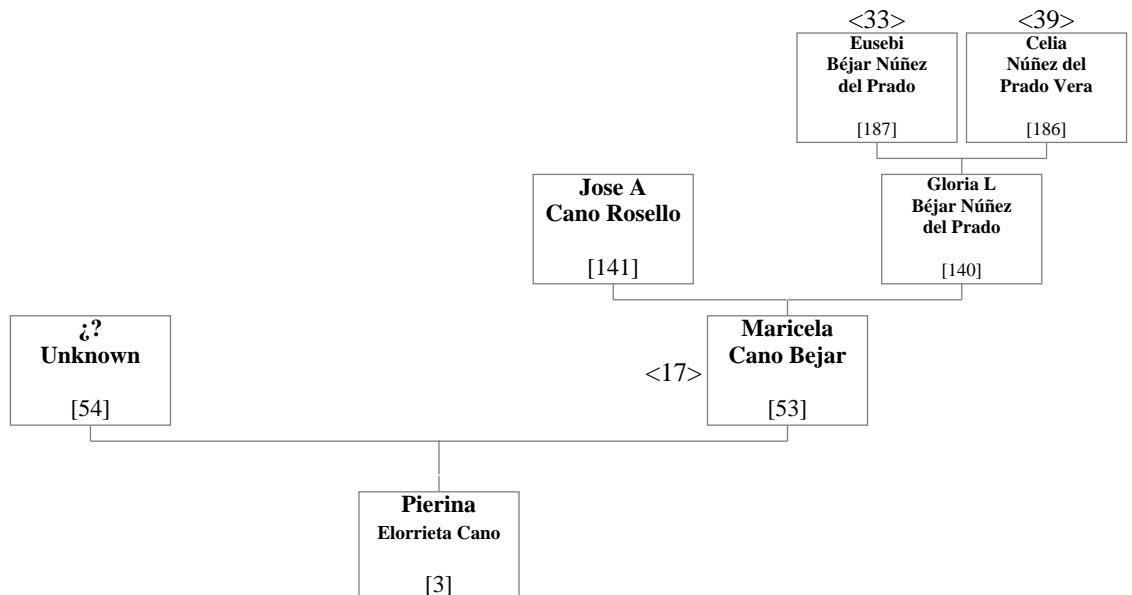 <33>
Eusebi
Béjar Núñez
del Prado
[187]
<39>
Celia
Núñez del
Prado Vera
[186]
Jose A
Cano Rosello
[141]
Gloria L
Béjar Núñez
del Prado
[140]
¿?
Unknown
[54]
<17>
Maricela
Cano Bejar
[53]
Pierina
Elorrieta Cano
[3]